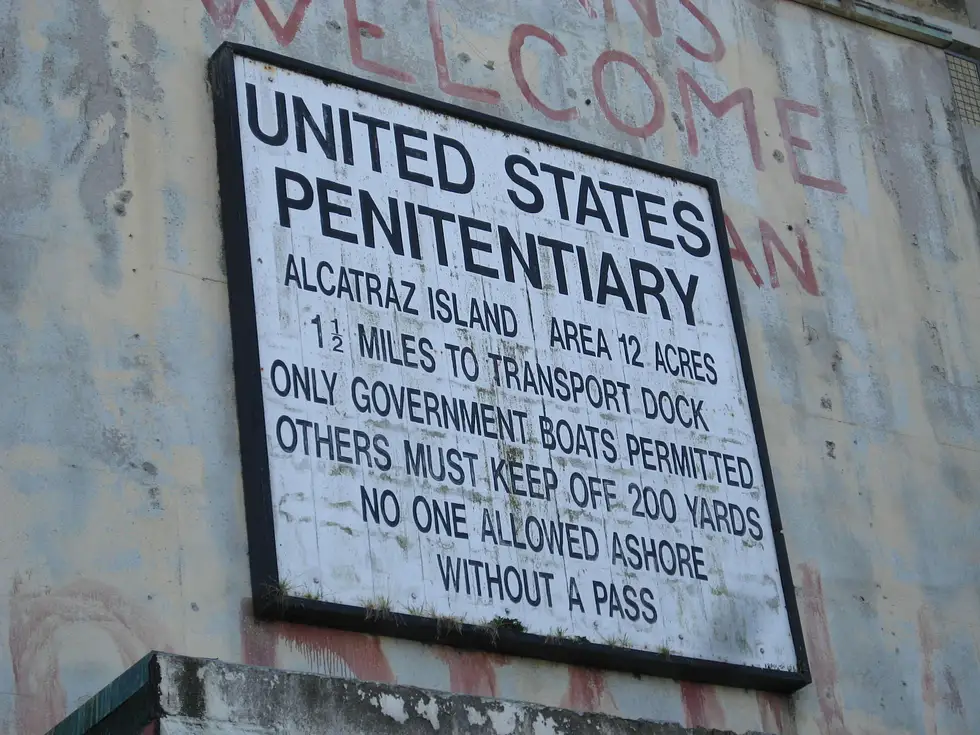 WELCOME
UNITED STATES
PENITENTIARY
ALCATRAZ ISLAND AREA 12 ACRES
1½ MILES TO TRANSPORT DOCK
ONLY GOVERNMENT BOATS PERMITTED
OTHERS MUST KEEP OFF 200 YARDS
NO ONE ALLOWED ASHORE
WITHOUT A PASS